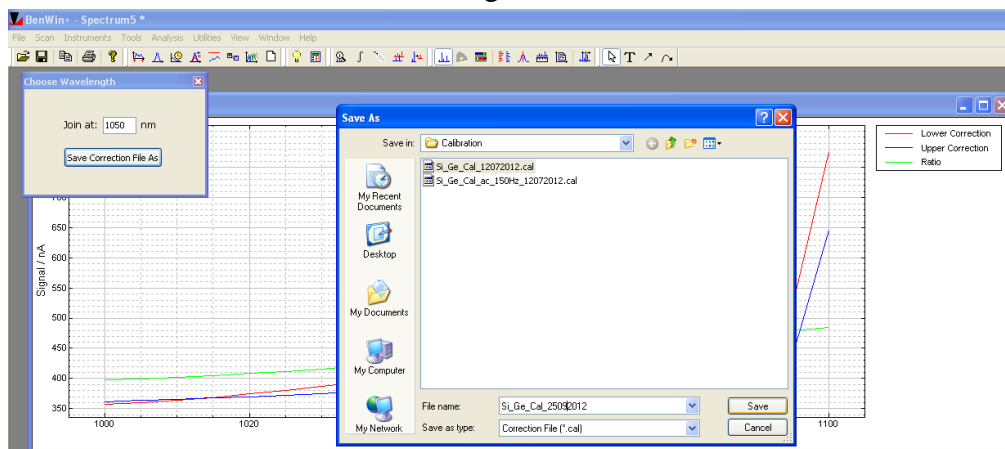 BenWin+ - Spectrum5 *
File Scan Instruments Tools Analysis Utilities View Window Help
Choose Wavelength
Join at: 1050 nm
Save Correction File As
Save As
Save in: Calibration
My Recent Documents
Desktop
My Documents
My Computer
My Network
Si_Ge_Cal_12072012.cal
Si_Ge_Cal_ac_150Hz_12072012.cal
File name: Si_Ge_Cal_25092012
Save
Save as type: Correction File (*.cal)
Cancel
Lower Correction
Upper Correction
Ratio
Signal / nA
650
600
550
500
450
400
350
1000 1020 1100